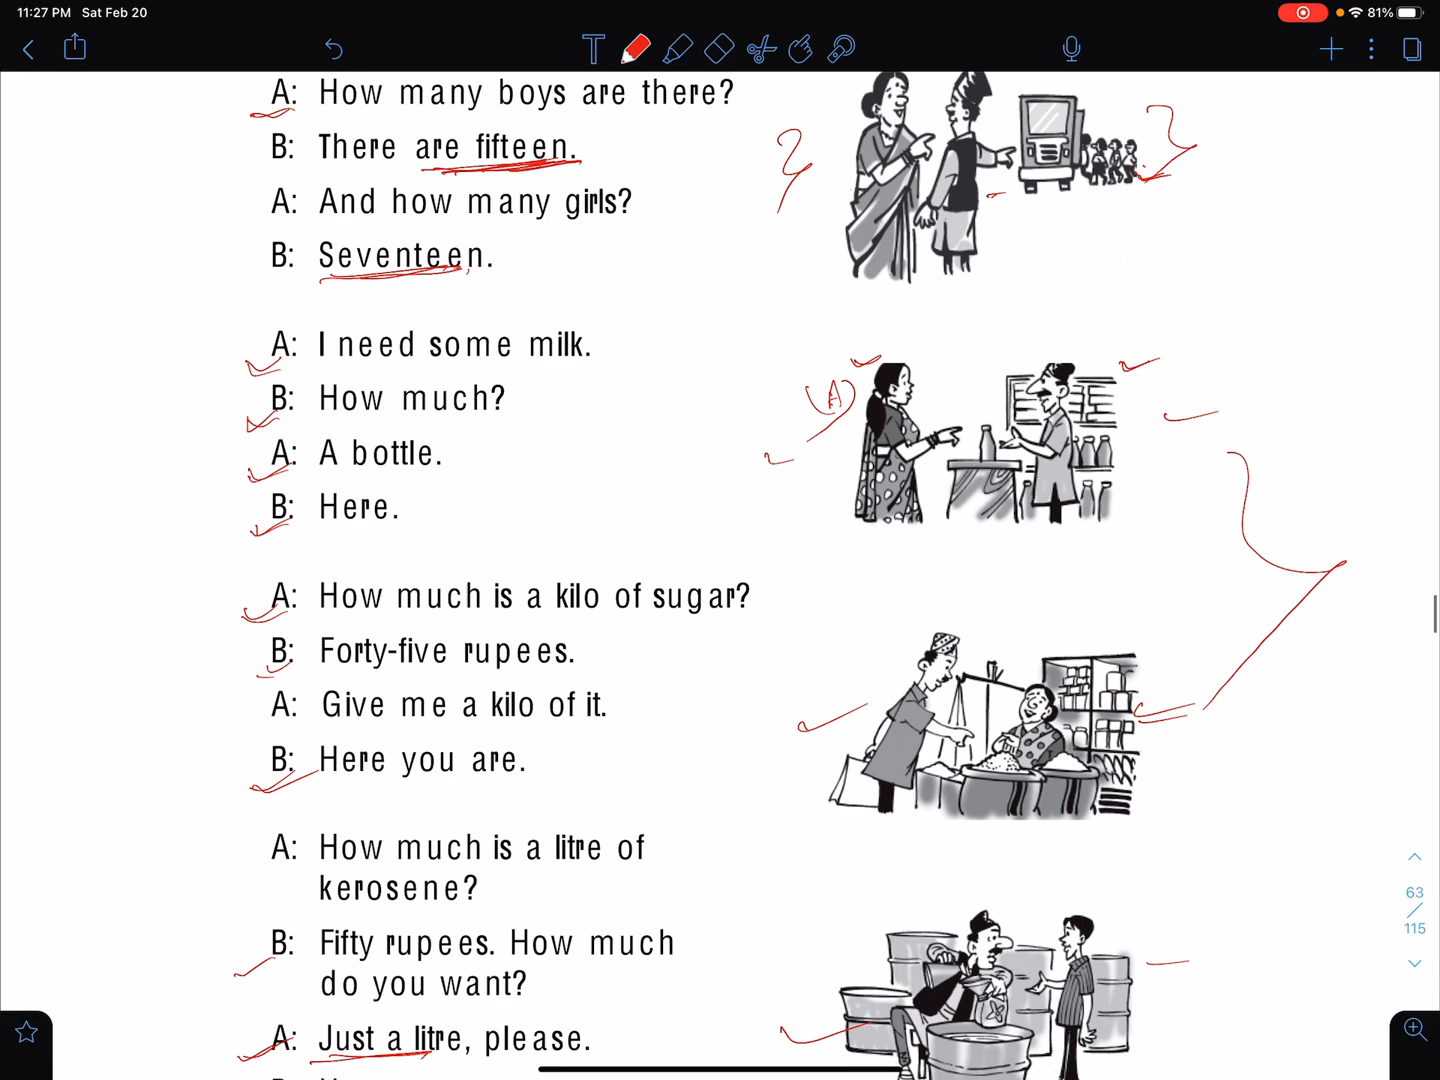 11:27 PM Sat Feb 20
81%
A: How many boys are there?
B: There are fifteen.
A: And how many girls?
B: Seventeen.
A: I need some milk.
B: How much?
(A)
A: A bottle.
B: Here.
A: How much is a kilo of sugar?
B: Forty-five rupees.
A: Give me a kilo of it.
B: Here you are.
A: How much is a litre of
kerosene?
B: Fifty rupees. How much
do you want?
A: Just a litre, please.
63
/
115